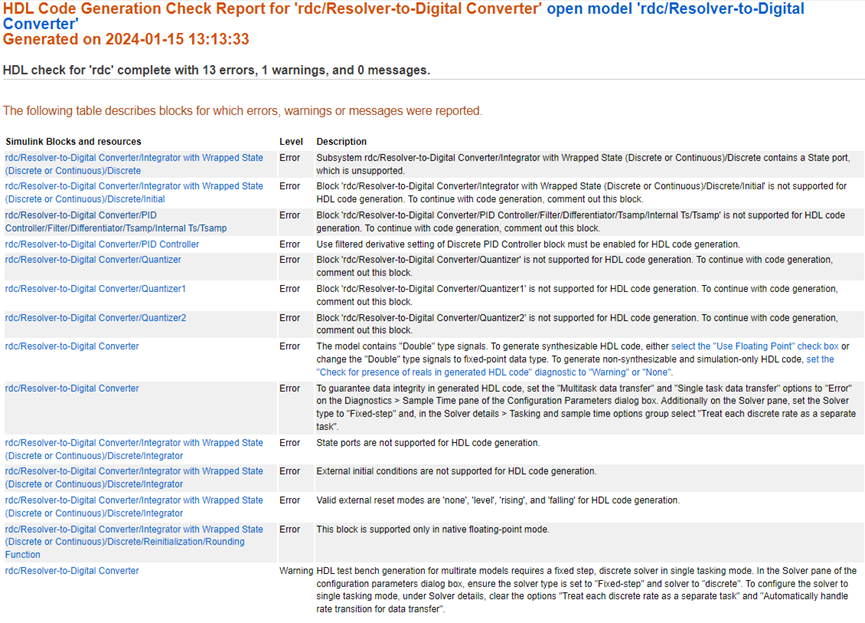 HDL Code Generation Check Report for 'rdc/Resolver-to-Digital Converter' open model 'rdc/Resolver-to-Digital
Converter'
Generated on 2024-01-15 13:13:33
HDL check for 'rdc' complete with 13 errors, 1 warnings, and 0 messages.
The following table describes blocks for which errors, warnings or messages were reported.
Simulink Blocks and resources Level Description
rdc/Resolver-to-Digital Converter/Integrator with Wrapped State Error Subsystem rdc/Resolver-to-Digital Converter/Integrator with Wrapped State (Discrete or Continuous)/Discrete contains a State port,
(Discrete or Continuous)/Discrete which is unsupported.
rdc/Resolver-to-Digital Converter/Integrator with Wrapped State Error Block 'rdc/Resolver-to-Digital Converter/Integrator with Wrapped State (Discrete or Continuous)/Discrete/Initial' is not supported for
(Discrete or Continuous)/Discrete/Initial HDL code generation. To continue with code generation, comment out this block.
rdc/Resolver-to-Digital Converter/PID Error Block 'rdc/Resolver-to-Digital Converter/PID Controller/Filter/Differentiator/Tsamp/Internal Ts/Tsamp' is not supported for HDL code
Controller/Filter/Differentiator/Tsamp/Internal Ts/Tsamp generation. To continue with code generation, comment out this block.
rdc/Resolver-to-Digital Converter/PID Controller Error Use filtered derivative setting of Discrete PID Controller block must be enabled for HDL code generation.
rdc/Resolver-to-Digital Converter/Quantizer Error Block 'rdc/Resolver-to-Digital Converter/Quantizer' is not supported for HDL code generation. To continue with code generation,
comment out this block.
rdc/Resolver-to-Digital Converter/Quantizer1 Error Block 'rdc/Resolver-to-Digital Converter/Quantizer1' is not supported for HDL code generation. To continue with code generation,
comment out this block.
rdc/Resolver-to-Digital Converter/Quantizer2 Error Block 'rdc/Resolver-to-Digital Converter/Quantizer2' is not supported for HDL code generation. To continue with code generation,
comment out this block.
rdc/Resolver-to-Digital Converter Error The model contains "Double" type signals. To generate synthesizable HDL code, either select the "Use Floating Point" check box or
change the "Double" type signals to fixed-point data type. To generate non-synthesizable and simulation-only HDL code, set the
"Check for presence of reals in generated HDL code" diagnostic to "Warning" or "None".
rdc/Resolver-to-Digital Converter Error To guarantee data integrity in generated HDL code, set the "Multitask data transfer" and "Single task data transfer" options to "Error"
on the Diagnostics > Sample Time pane of the Configuration Parameters dialog box. Additionally on the Solver pane, set the Solver
type to "Fixed-step" and, in the Solver details > Tasking and sample time options group select "Treat each discrete rate as a separate
task".
rdc/Resolver-to-Digital Converter/Integrator with Wrapped State Error State ports are not supported for HDL code generation.
(Discrete or Continuous)/Discrete/Integrator
rdc/Resolver-to-Digital Converter/Integrator with Wrapped State Error External initial conditions are not supported for HDL code generation.
(Discrete or Continuous)/Discrete/Integrator
rdc/Resolver-to-Digital Converter/Integrator with Wrapped State Error Valid external reset modes are 'none', 'level', 'rising', and 'falling' for HDL code generation.
(Discrete or Continuous)/Discrete/Integrator
rdc/Resolver-to-Digital Converter/Integrator with Wrapped State Error This block is supported only in native floating-point mode.
(Discrete or Continuous)/Discrete/Reinitialization/Rounding
Function
rdc/Resolver-to-Digital Converter Warning HDL test bench generation for multirate models requires a fixed step, discrete solver in single tasking mode. In the Solver pane of the
configuration parameters dialog box, ensure the solver type is set to "Fixed-step" and solver to "discrete". To configure the solver to
single tasking mode, under Solver details, clear the options "Treat each discrete rate as a separate task" and "Automatically handle
rate transition for data transfer".